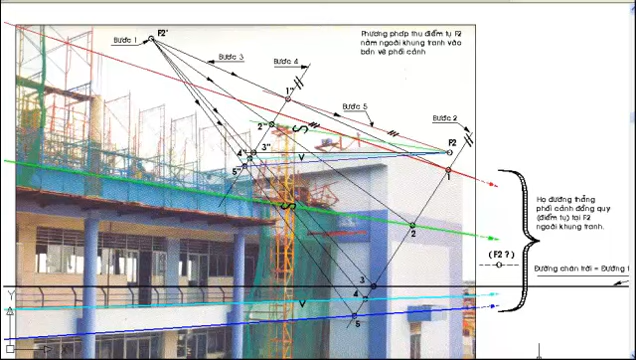 F2'
Bước 1
Bước 3
Bước 4
Phương pháp thu điểm tụ F2
nằm ngoài khung tranh vào
bản vẽ phối cảnh
1"
Bước 5
Bước 2
2"
S
3"
4"
5"
V
F2
1
S
2
Họ đường thẳng
phối cảnh đồng quy
(điểm tụ) tại F2
ngoài khung tranh.
(F2 ?)
Đường chân trời = Đường t
3
4
5
V
Y
X